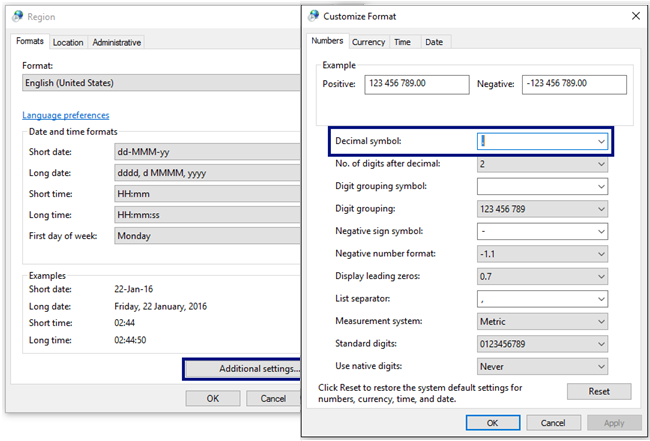 Region
Formats Location Administrative
Format:
English (United States)
Language preferences
Date and time formats
Short date: dd-MMM-yy
Long date: dddd, d MMMM, yyyy
Short time: HH:mm
Long time: HH:mm:ss
First day of week: Monday
Examples
Short date: 22-Jan-16
Long date: Friday, 22 January, 2016
Short time: 02:44
Long time: 02:44:50
Additional settings...
OK Cancel
Customize Format
Numbers Currency Time Date
Example
Positive: 123 456 789.00 Negative: -123 456 789.00
Decimal symbol: .
No. of digits after decimal: 2
Digit grouping symbol:
Digit grouping: 123 456 789
Negative sign symbol: -
Negative number format: -1.1
Display leading zeros: 0.7
List separator: ,
Measurement system: Metric
Standard digits: 0123456789
Use native digits: Never
Click Reset to restore the system default settings for
numbers, currency, time, and date.
Reset
OK Cancel Apply